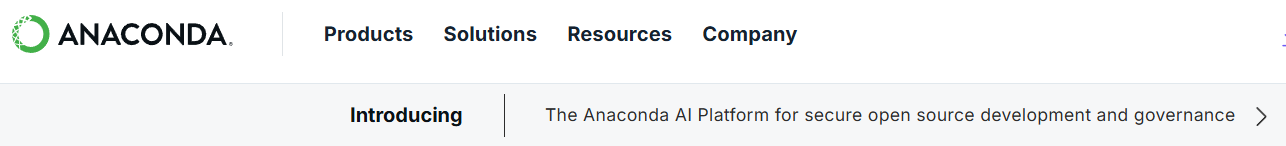 ANACONDA. Products Solutions Resources Company
Introducing The Anaconda AI Platform for secure open source development and governance